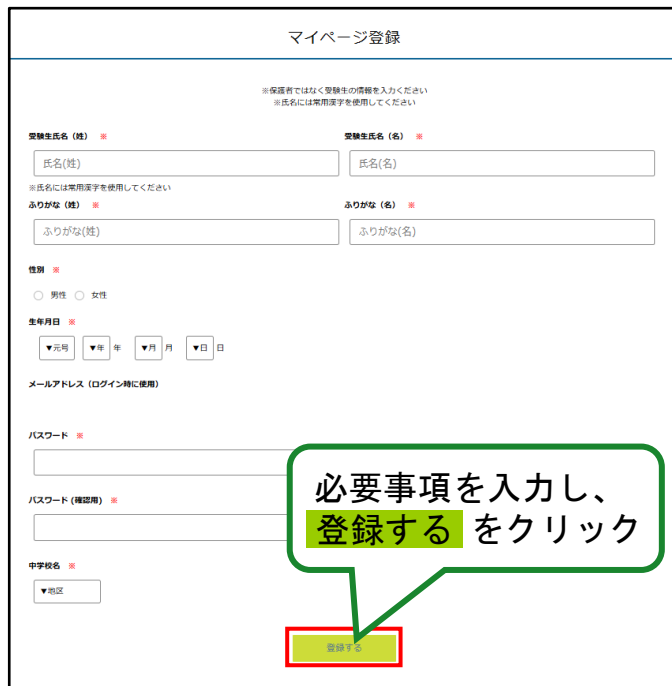 マイページ登録
※保護者ではなく受験生の情報を入力ください
※氏名には常用漢字を使用してください
受験生氏名（姓） ※ 受験生氏名（名） ※
氏名(姓) 氏名(名)
※氏名には常用漢字を使用してください
ふりがな（姓） ※ ふりがな（名） ※
ふりがな(姓) ふりがな(名)
性別 ※
男性 女性
生年月日 ※
▼元号 ▼年 年 ▼月 月 ▼日 日
メールアドレス（ログイン時に使用）
パスワード ※
必要事項を入力し、
登録する をクリック
パスワード (確認用) ※
中学校名 ※
▼地区
登録する